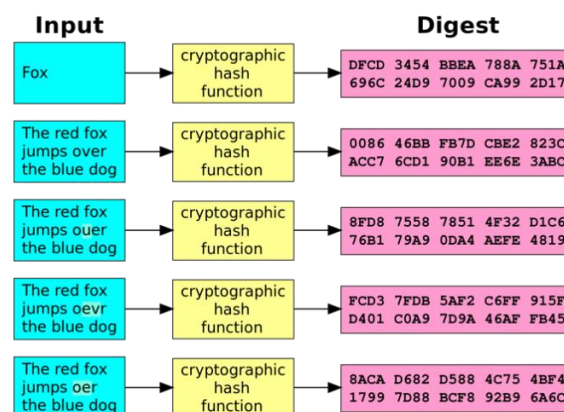 Input
Digest
Fox
cryptographic
hash
function
DFCD 3454 BBEA 788A 751A
696C 24D9 7009 CA99 2D17
The red fox
jumps over
the blue dog
cryptographic
hash
function
0086 46BB FB7D CBE2 823C
ACC7 6CD1 90B1 EE6E 3ABC
The red fox
jumps ouer
the blue dog
cryptographic
hash
function
8FD8 7558 7851 4F32 D1C6
76B1 79A9 0DA4 AEFE 4819
The red fox
jumps oevr
the blue dog
cryptographic
hash
function
FCD3 7FDB 5AF2 C6FF 915F
D401 C0A9 7D9A 46AF FB45
The red fox
jumps oer
the blue dog
cryptographic
hash
function
8ACA D682 D588 4C75 4BF4
1799 7D88 BCF8 92B9 6A6C